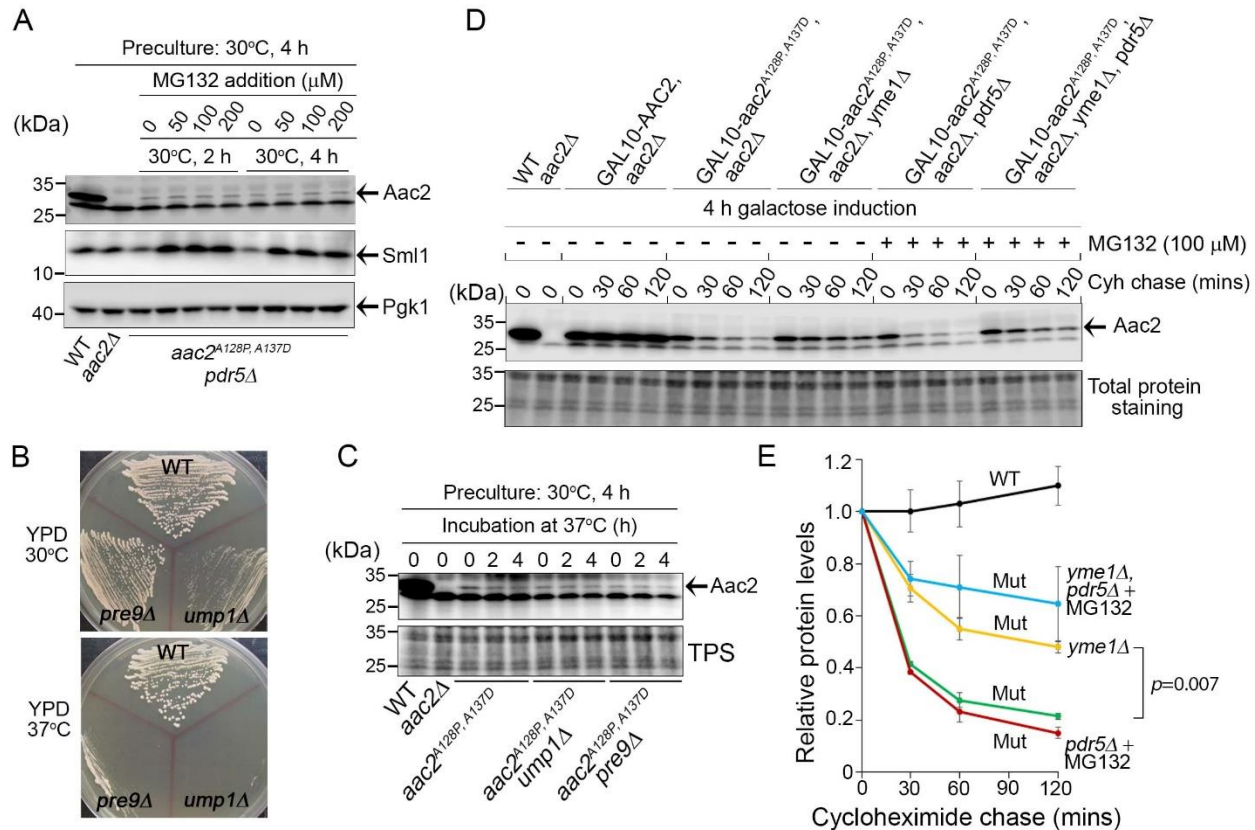 A
Preculture: 30ºC, 4 h
MG132 addition (µM)
0 50 100 200 0 50 100 200
(kDa)
30ºC, 2 h 30ºC, 4 h
35
25
Aac2
10
Sml1
40
Pgk1
WT aac2Δ aac2A128P, A137D
pdr5Δ
B
YPD
30ºC
WT
pre9Δ ump1Δ
YPD
37ºC
WT
pre9Δ ump1Δ
C
Preculture: 30ºC, 4 h
Incubation at 37ºC (h)
(kDa)
0 0 0 2 4 0 2 4 0 2 4
35
25
Aac2
35
25
TPS
WT
aac2Δ
aac2A128P, A137D
aac2A128P, A137D
ump1Δ
aac2A128P, A137D
pre9Δ
D
WT
aac2Δ
GAL10-AAC2,
aac2Δ
GAL10-aac2A128P, A137D,
aac2Δ
GAL10-aac2A128P, A137D,
aac2Δ, yme1Δ
GAL10-aac2A128P, A137D,
aac2Δ, pdr5Δ
GAL10-aac2A128P, A137D,
aac2Δ, yme1Δ, pdr5Δ
4 h galactose induction
- - - - - - - - - - - - - - + + + + + + + + MG132 (100 µM)
(kDa) 0 0 0 30 60 120 0 30 60 120 0 30 60 120 0 30 60 120 0 30 60 120 Cyh chase (mins)
35
25
Aac2
35
25
Total protein
staining
E
Relative protein levels
1.2
1.0
0.8
0.6
0.4
0.2
0
WT
Mut
yme1Δ,
pdr5Δ +
MG132
Mut
yme1Δ
p=0.007
Mut
Mut
pdr5Δ +
MG132
0 30 60 90 120
Cycloheximide chase (mins)